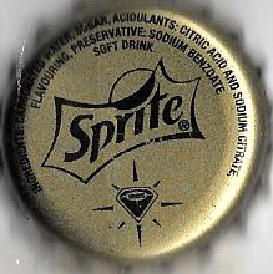 INGREDIENTS: CARBONATED WATER, SUGAR, ACIDULANTS: CITRIC ACID AND SODIUM CITRATE,
FLAVOURING, PRESERVATIVE: SODIUM BENZOATE
SOFT DRINK
Sprite®